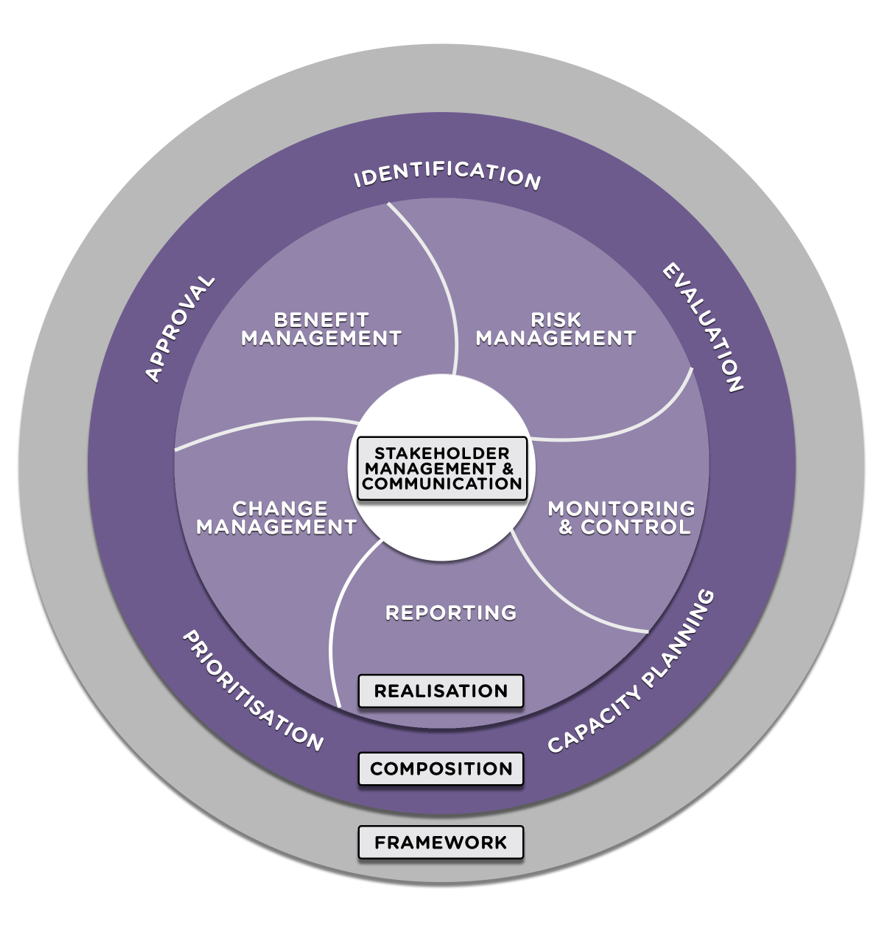 IDENTIFICATION
APPROVAL
EVALUATION
BENEFIT
MANAGEMENT
RISK
MANAGEMENT
STAKEHOLDER
MANAGEMENT &
COMMUNICATION
CHANGE
MANAGEMENT
MONITORING
& CONTROL
REPORTING
PRIORITISATION
CAPACITY PLANNING
REALISATION
COMPOSITION
FRAMEWORK